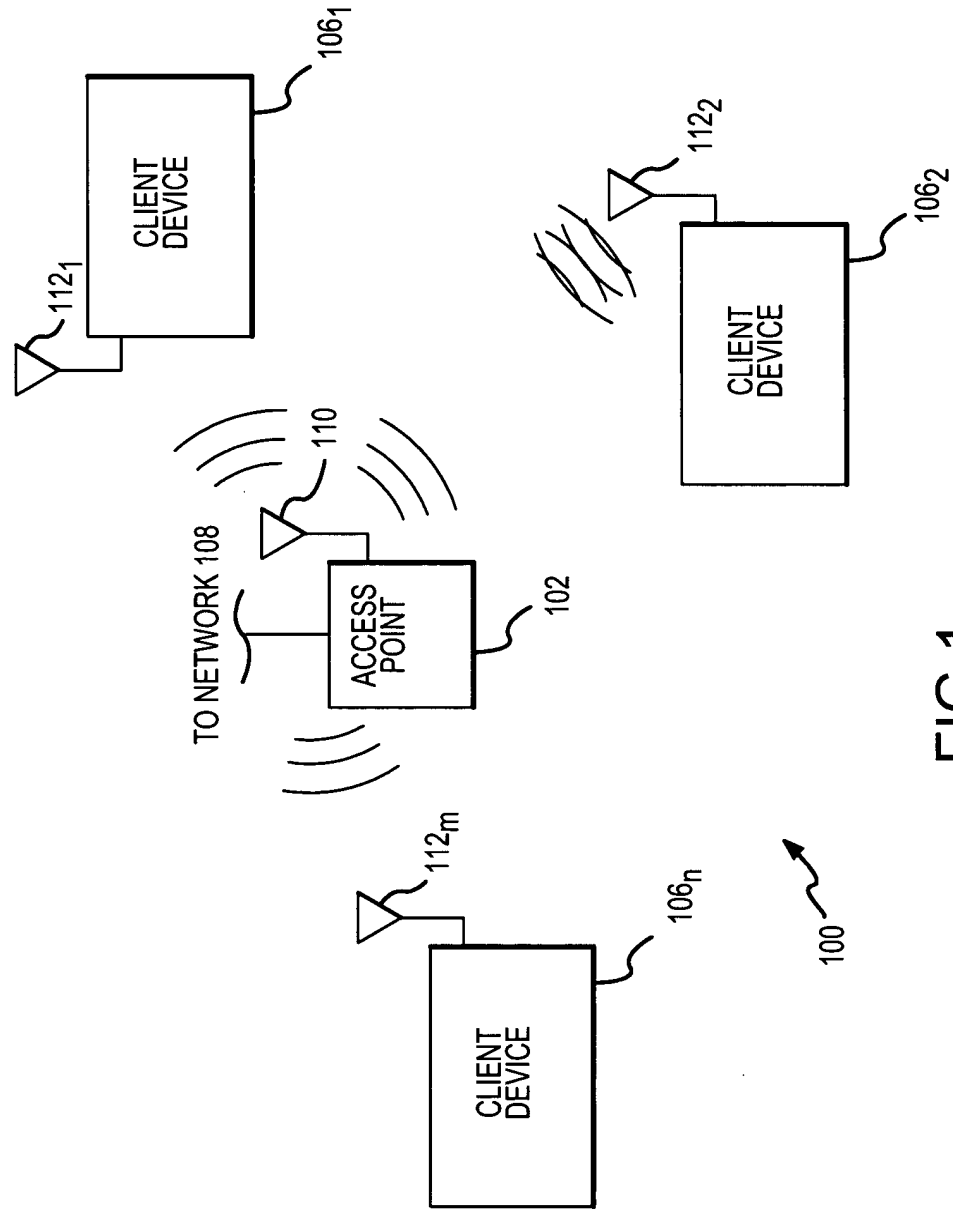 TO NETWORK 108
110
112₁
CLIENT
DEVICE
106₁
ACCESS
POINT
102
112ₘ
CLIENT
DEVICE
106ₙ
112₂
CLIENT
DEVICE
106₂
100
FIG.1